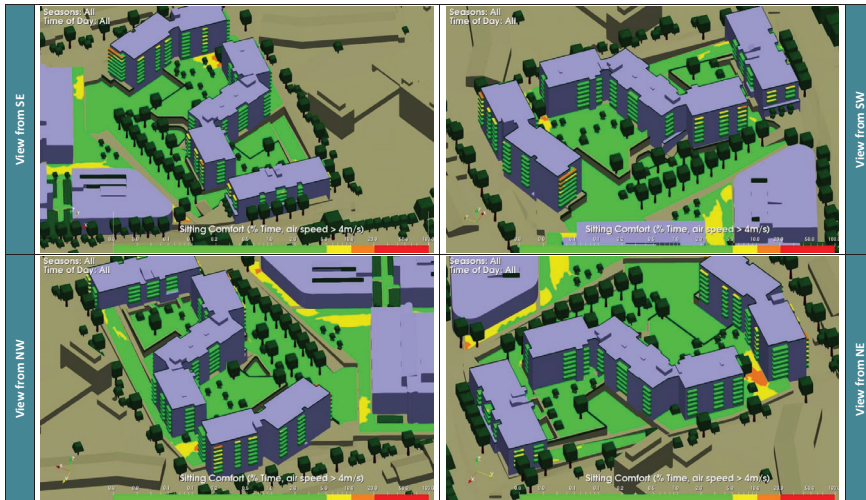 View from SE
Seasons: All
Time of Day: All
Sitting Comfort (% Time, air speed > 4m/s)
View from SW
Seasons: All
Time of Day: All
Sitting Comfort (% Time, air speed > 4m/s)
View from NW
Seasons: All
Time of Day: All
Sitting Comfort (% Time, air speed > 4m/s)
View from NE
Seasons: All
Time of Day: All
Sitting Comfort (% Time, air speed > 4m/s)